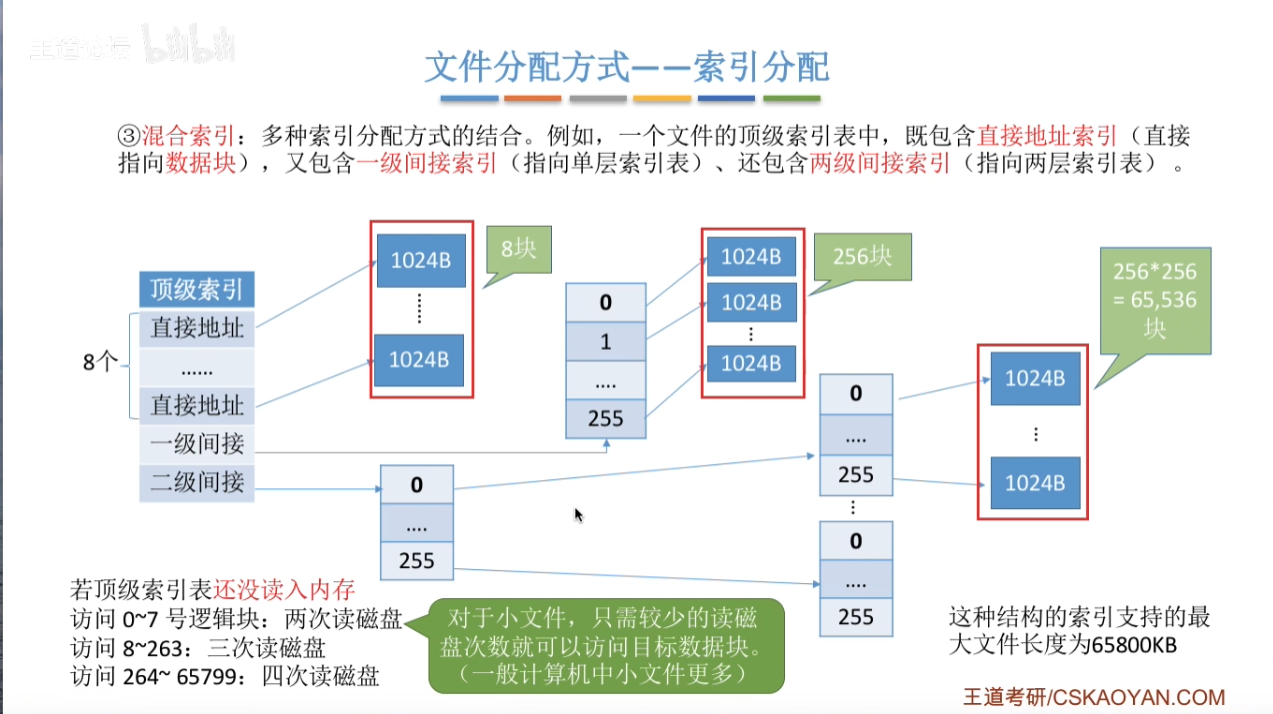 王道论坛 bilibili
文件分配方式——索引分配
③混合索引：多种索引分配方式的结合。例如，一个文件的顶级索引表中，既包含直接地址索引（直接
指向数据块），又包含一级间接索引（指向单层索引表）、还包含两级间接索引（指向两层索引表）。
顶级索引
直接地址
......
直接地址
一级间接
二级间接
8个
1024B
1024B
8块
0
1
....
255
1024B
1024B
1024B
256块
0
....
255
0
....
255
0
....
255
1024B
1024B
256*256
= 65,536
块
若顶级索引表还没读入内存
访问 0~7 号逻辑块：两次读磁盘
访问 8~263：三次读磁盘
访问 264~ 65799：四次读磁盘
对于小文件，只需较少的读磁
盘次数就可以访问目标数据块。
（一般计算机中小文件更多）
这种结构的索引支持的最
大文件长度为65800KB
王道考研/CSKAOYAN.COM